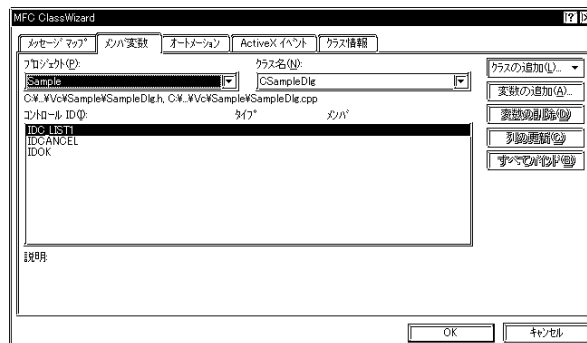 MFC ClassWizard
メッセージ マップ メンバ変数 オートメーション ActiveX イベント クラス情報
プロジェクト(P): クラス名(N):
Sample CSampleDlg
クラスの追加(L)...
C:¥..¥Vc¥Sample¥SampleDlg.h, C:¥..¥Vc¥Sample¥SampleDlg.cpp
変数の追加(A)...
コントロール ID(I): タイプ メンバ
変数の削除(D)
IDC_LIST1
IDCANCEL
IDOK
列の更新(C)
すべてバインド(B)
説明:
OK キャンセル